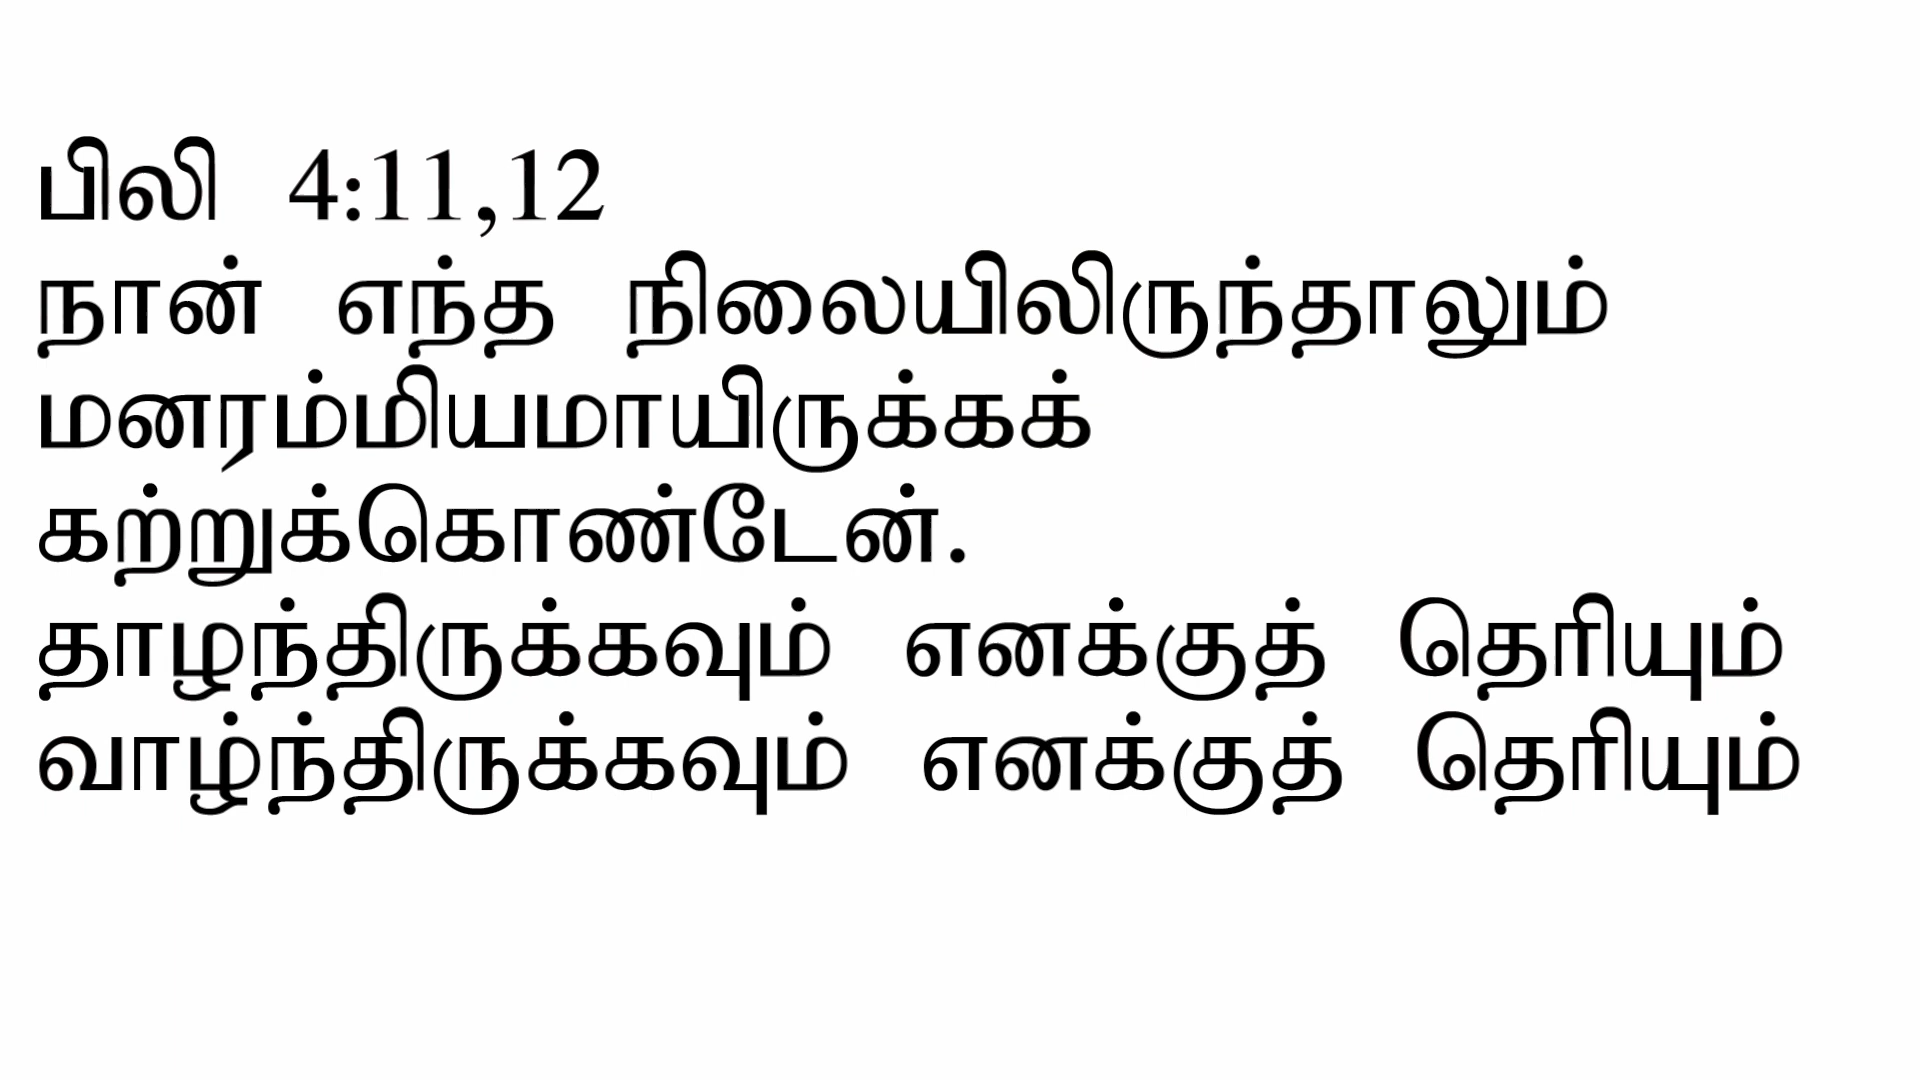 பிலி 4:11,12
நான் எந்த நிலையிலிருந்தாலும்
மனரம்மியமாயிருக்கக்
கற்றுக்கொண்டேன்.
தாழந்திருக்கவும் எனக்குத் தெரியும்
வாழ்ந்திருக்கவும் எனக்குத் தெரியும்